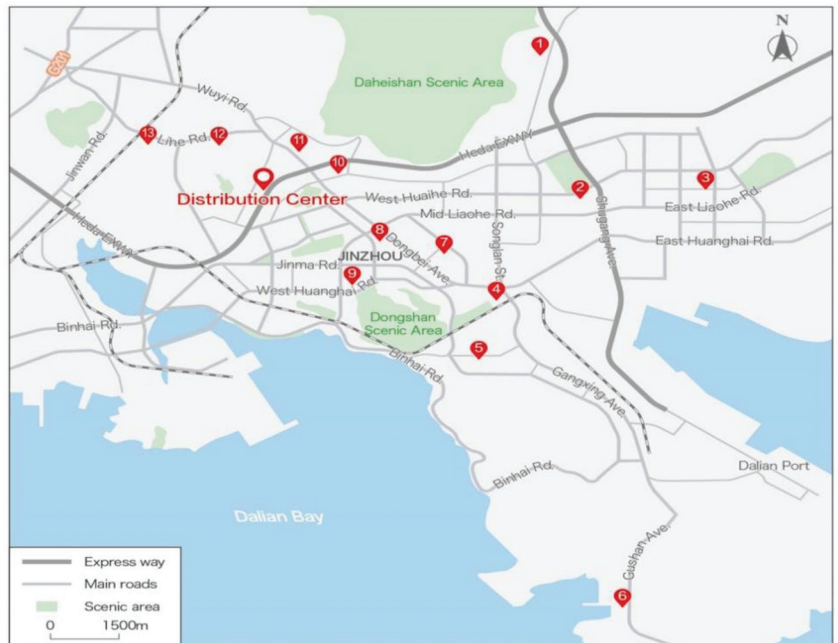 N
1
Daheishan Scenic Area
G201
Wuyi Rd.
13
Lihe Rd.
12
11
10
Heda EXWY
Jinwan Rd.
Distribution Center
West Huaihe Rd.
2
3
East Liaohe Rd.
Mid Liaohe Rd.
Shugang Ave.
8
7
Songlan St.
East Huanghai Rd.
Heda EXWY
JINZHOU
Dongbei Ave.
Jinma Rd.
9
West Huanghai Rd.
4
Dongshan
Scenic Area
Binhai Rd.
5
Binhai Rd.
Gangxing Ave.
Binhai Rd.
Dalian Port
Dalian Bay
Gushan Ave.
6
Express way
Main roads
Scenic area
0 1500m